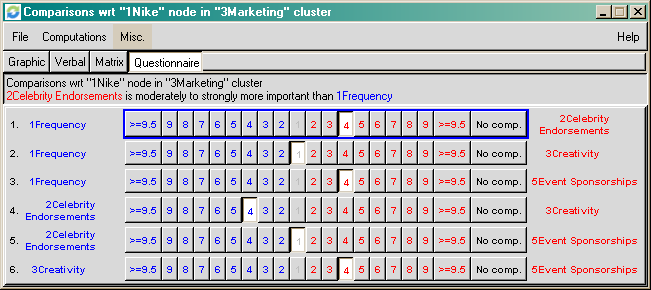 Comparisons wrt "1Nike" node in "3Marketing" cluster
File Computations Misc. Help
Graphic Verbal Matrix Questionnaire
Comparisons wrt "1Nike" node in "3Marketing" cluster
2Celebrity Endorsements is moderately to strongly more important than 1Frequency
1. 1Frequency >=9.5 9 8 7 6 5 4 3 2 1 2 3 4 5 6 7 8 9 >=9.5 No comp. 2Celebrity
Endorsements
2. 1Frequency >=9.5 9 8 7 6 5 4 3 2 1 2 3 4 5 6 7 8 9 >=9.5 No comp. 3Creativity
3. 1Frequency >=9.5 9 8 7 6 5 4 3 2 1 2 3 4 5 6 7 8 9 >=9.5 No comp. 5Event Sponsorships
4. 2Celebrity
Endorsements >=9.5 9 8 7 6 5 4 3 2 1 2 3 4 5 6 7 8 9 >=9.5 No comp. 3Creativity
5. 2Celebrity
Endorsements >=9.5 9 8 7 6 5 4 3 2 1 2 3 4 5 6 7 8 9 >=9.5 No comp. 5Event Sponsorships
6. 3Creativity >=9.5 9 8 7 6 5 4 3 2 1 2 3 4 5 6 7 8 9 >=9.5 No comp. 5Event Sponsorships